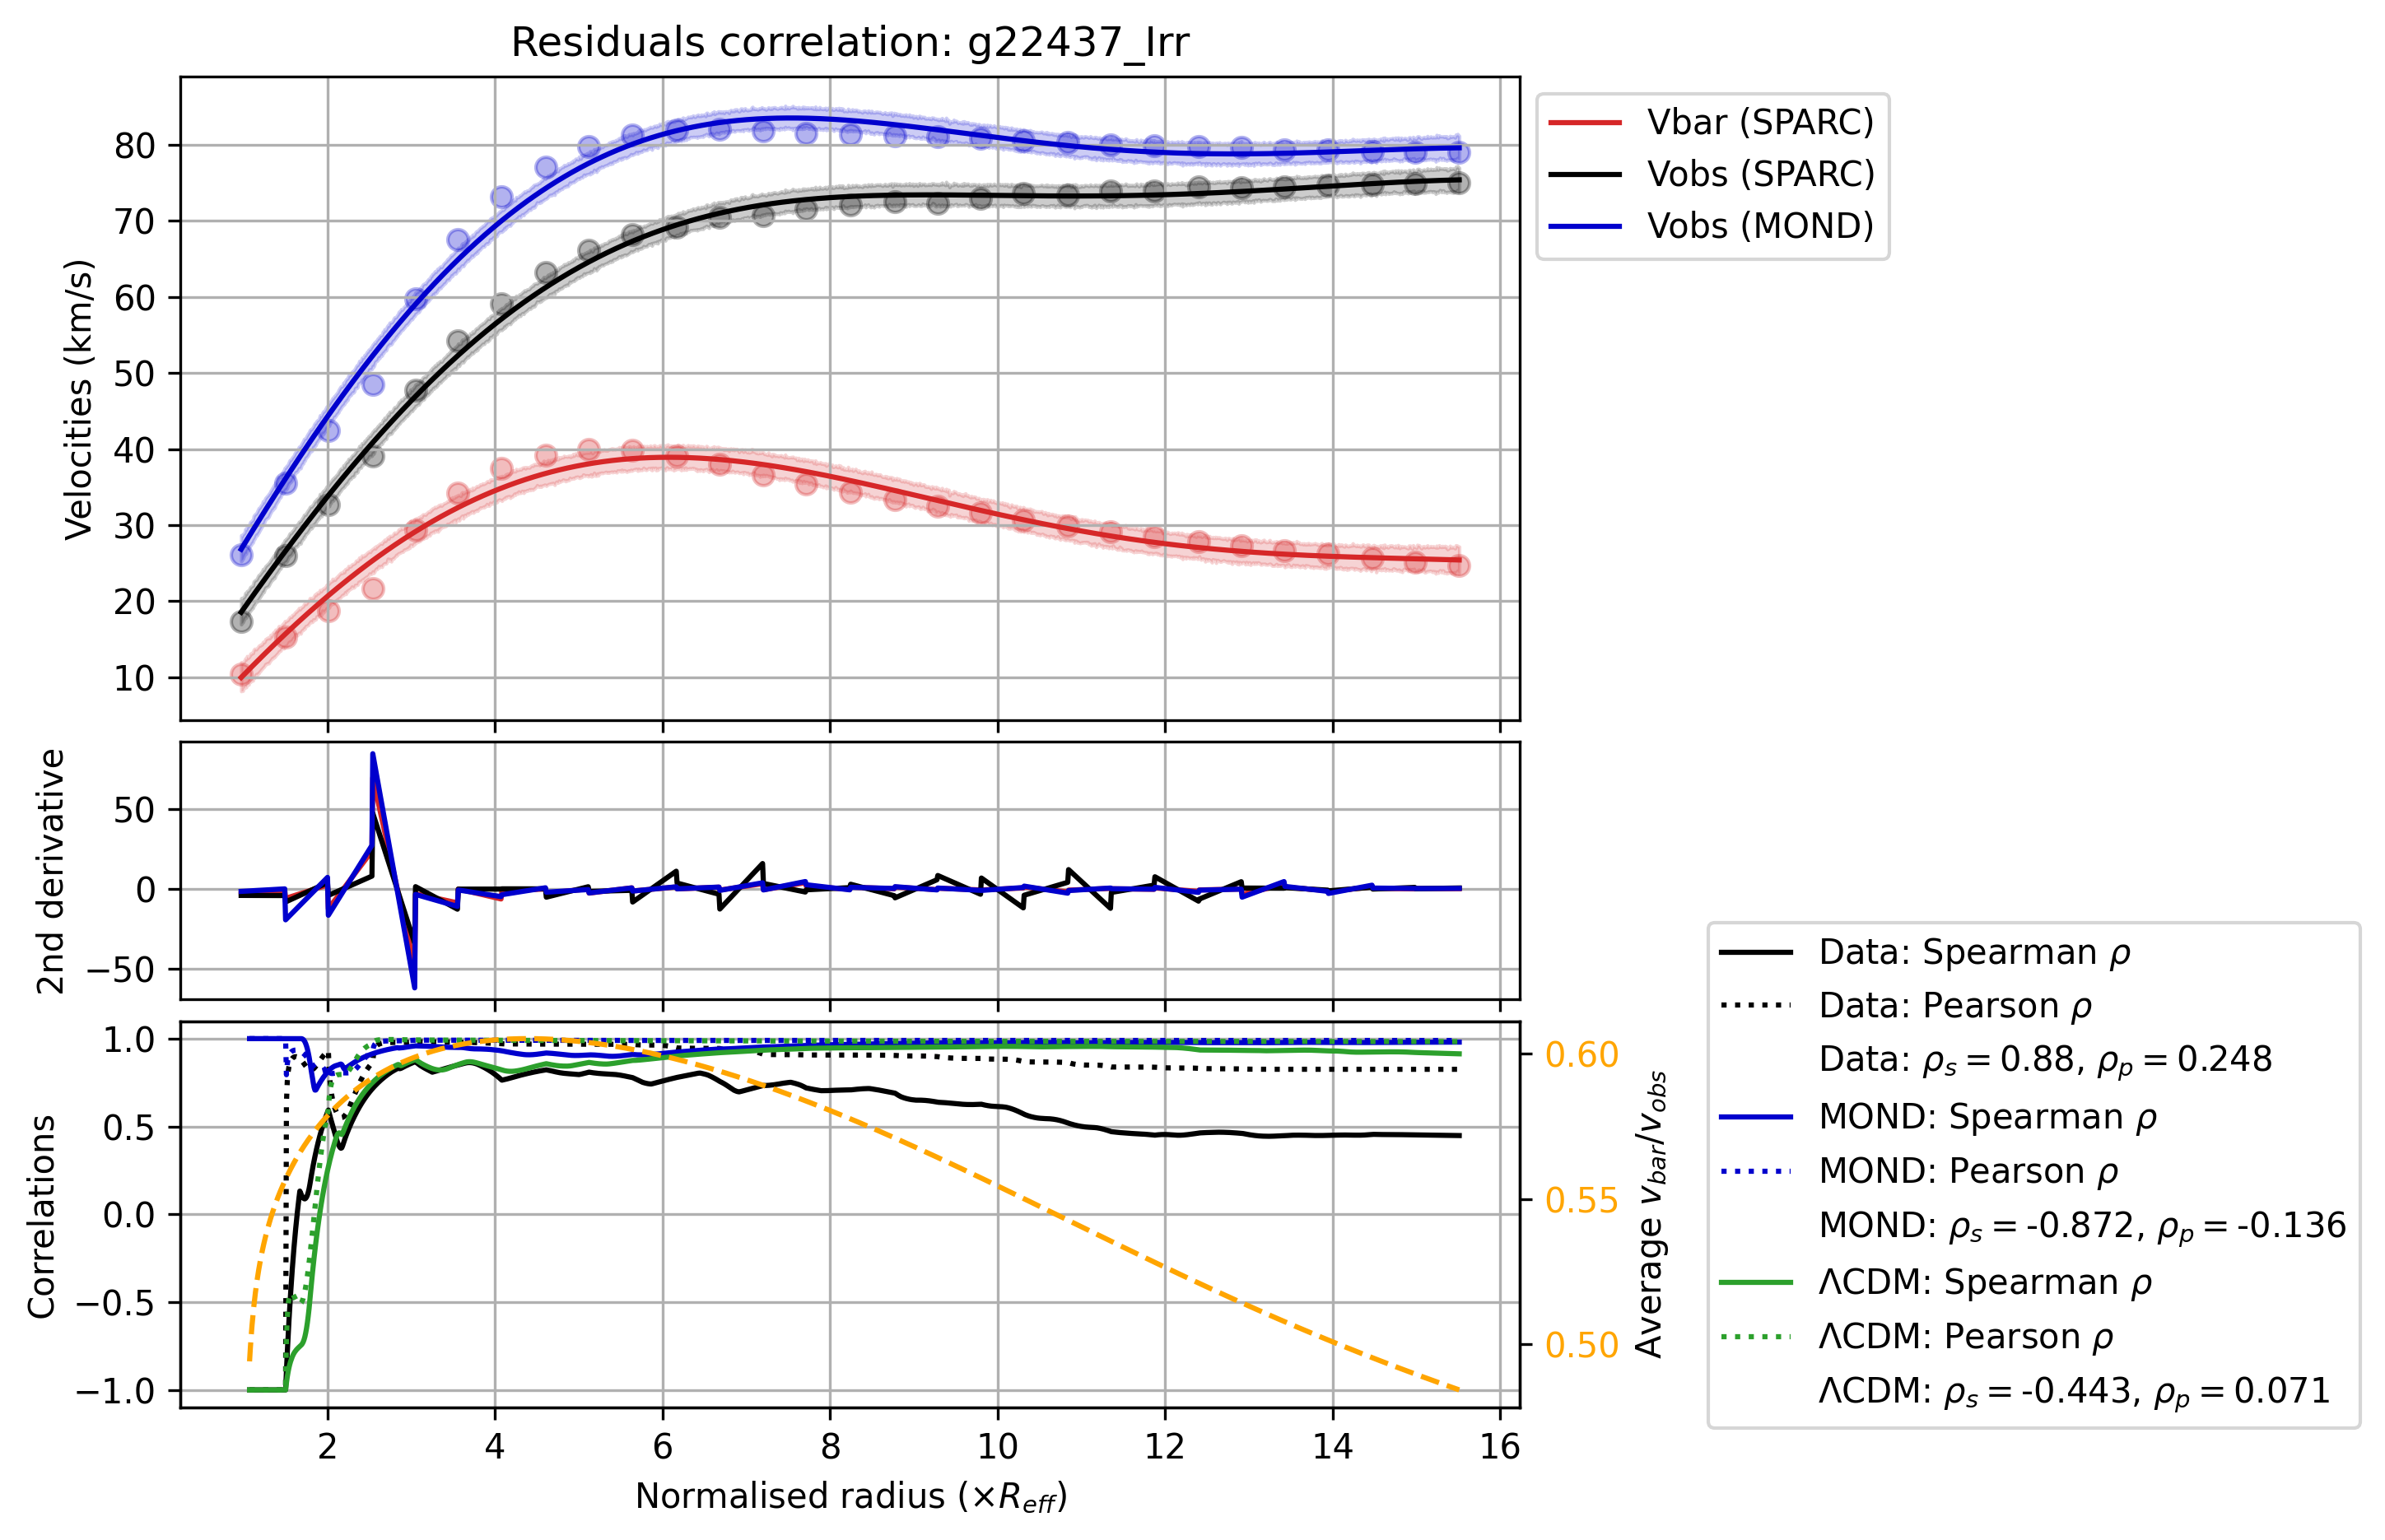 Residuals correlation: g22437_Irr
Velocities (km/s)
80
70
60
50
40
30
20
10
Vbar (SPARC)
Vobs (SPARC)
Vobs (MOND)
2nd derivative
50
0
−50
Correlations
1.0
0.5
0.0
−0.5
−1.0
0.60
0.55
0.50
Average v_bar/v_obs
2 4 6 8 10 12 14 16
Normalised radius (×R_eff)
Data: Spearman ρ
Data: Pearson ρ
Data: ρ_s = 0.88, ρ_p = 0.248
MOND: Spearman ρ
MOND: Pearson ρ
MOND: ρ_s = -0.872, ρ_p = -0.136
ΛCDM: Spearman ρ
ΛCDM: Pearson ρ
ΛCDM: ρ_s = -0.443, ρ_p = 0.071